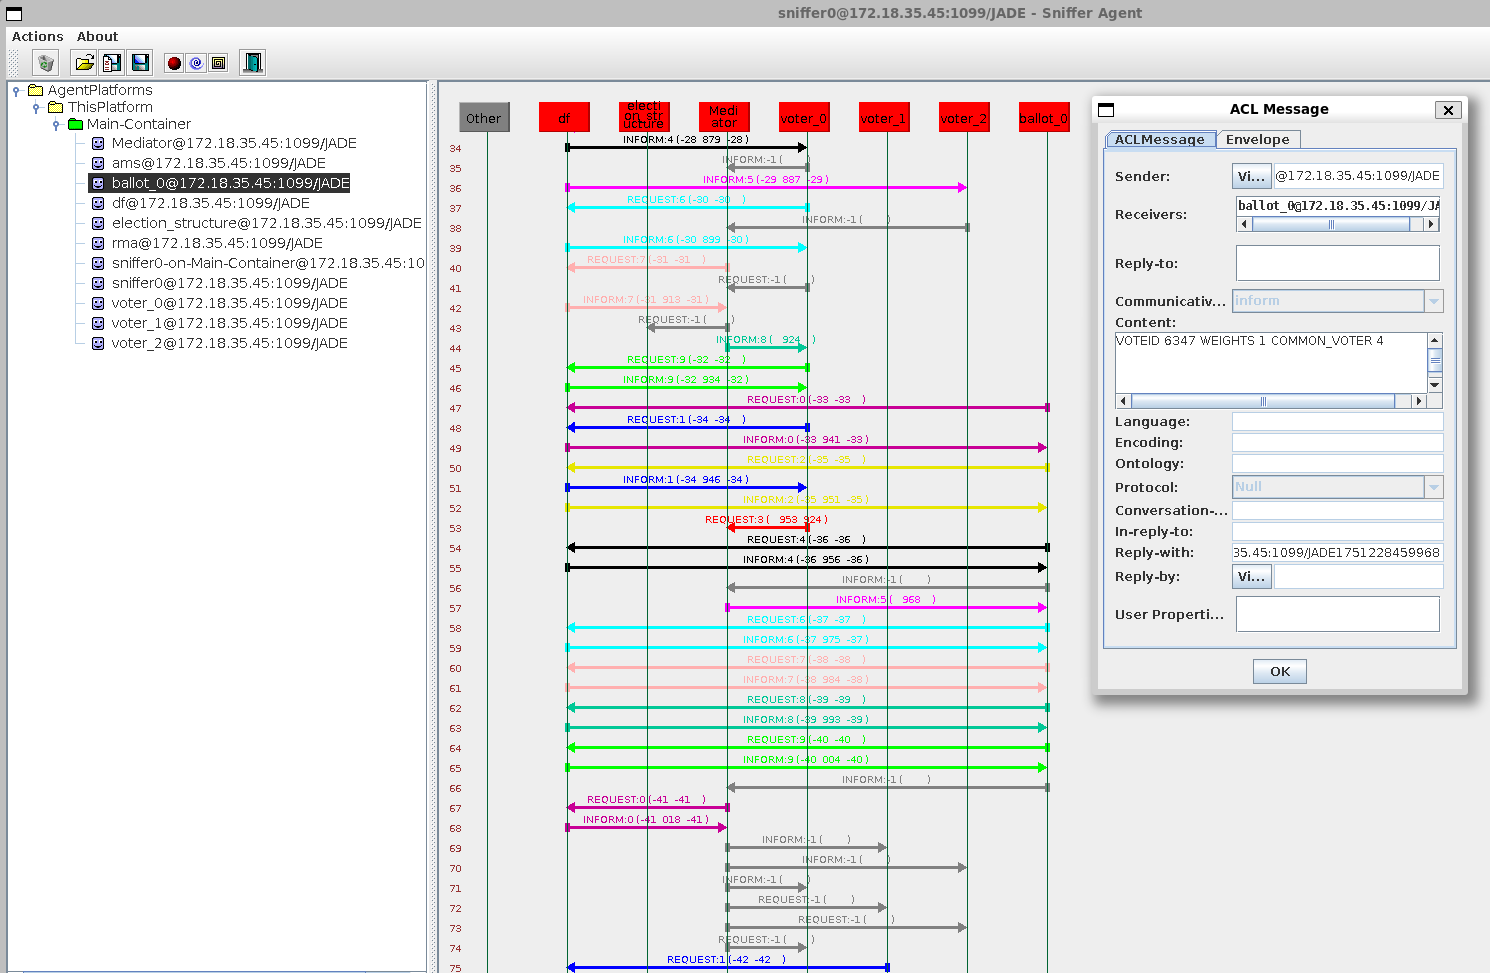 sniffer0@172.18.35.45:1099/JADE - Sniffer Agent
Actions About
AgentPlatforms
ThisPlatform
Main-Container
Mediator@172.18.35.45:1099/JADE
ams@172.18.35.45:1099/JADE
ballot_0@172.18.35.45:1099/JADE
df@172.18.35.45:1099/JADE
election_structure@172.18.35.45:1099/JADE
rma@172.18.35.45:1099/JADE
sniffer0-on-Main-Container@172.18.35.45:10
sniffer0@172.18.35.45:1099/JADE
voter_0@172.18.35.45:1099/JADE
voter_1@172.18.35.45:1099/JADE
voter_2@172.18.35.45:1099/JADE
Other
df
electi
on_str
ucture
Medi
ator
voter_0
voter_1
voter_2
ballot_0
34 INFORM:4 (-28 879 -28 )
35 INFORM:-1 ( )
36 INFORM:5 (-29 887 -29 )
37 REQUEST:6 (-30 -30 )
38 INFORM:-1 ( )
39 INFORM:6 (-30 899 -30 )
40 REQUEST:7 (-31 -31 )
41 REQUEST:-1 ( )
42 INFORM:7 (-31 913 -31 )
43 REQUEST:-1 ( )
44 INFORM:8 ( 924 )
45 REQUEST:9 (-32 -32 )
46 INFORM:9 (-32 934 -32 )
47 REQUEST:0 (-33 -33 )
48 REQUEST:1 (-34 -34 )
49 INFORM:0 (-33 941 -33 )
50 REQUEST:2 (-35 -35 )
51 INFORM:1 (-34 946 -34 )
52 INFORM:2 (-35 951 -35 )
53 REQUEST:3 ( 953 924 )
54 REQUEST:4 (-36 -36 )
55 INFORM:4 (-36 956 -36 )
56 INFORM:-1 ( )
57 INFORM:5 ( 968 )
58 REQUEST:6 (-37 -37 )
59 INFORM:6 (-37 975 -37 )
60 REQUEST:7 (-38 -38 )
61 INFORM:7 (-38 984 -38 )
62 REQUEST:8 (-39 -39 )
63 INFORM:8 (-39 993 -39 )
64 REQUEST:9 (-40 -40 )
65 INFORM:9 (-40 004 -40 )
66 INFORM:-1 ( )
67 REQUEST:0 (-41 -41 )
68 INFORM:0 (-41 018 -41 )
69 INFORM:-1 ( )
70 INFORM:-1 ( )
71 INFORM:-1 ( )
72 REQUEST:-1 ( )
73 REQUEST:-1 ( )
74 REQUEST:-1 ( )
75 REQUEST:1 (-42 -42 )
ACL Message
ACLMessage Envelope
Sender: Vi... @172.18.35.45:1099/JADE
Receivers: ballot_0@172.18.35.45:1099/JA
Reply-to:
Communicativ... inform
Content:
VOTEID 6347 WEIGHTS 1 COMMON_VOTER 4
Language:
Encoding:
Ontology:
Protocol: Null
Conversation-...
In-reply-to:
Reply-with: 35.45:1099/JADE1751228459968
Reply-by: Vi...
User Properti...
OK